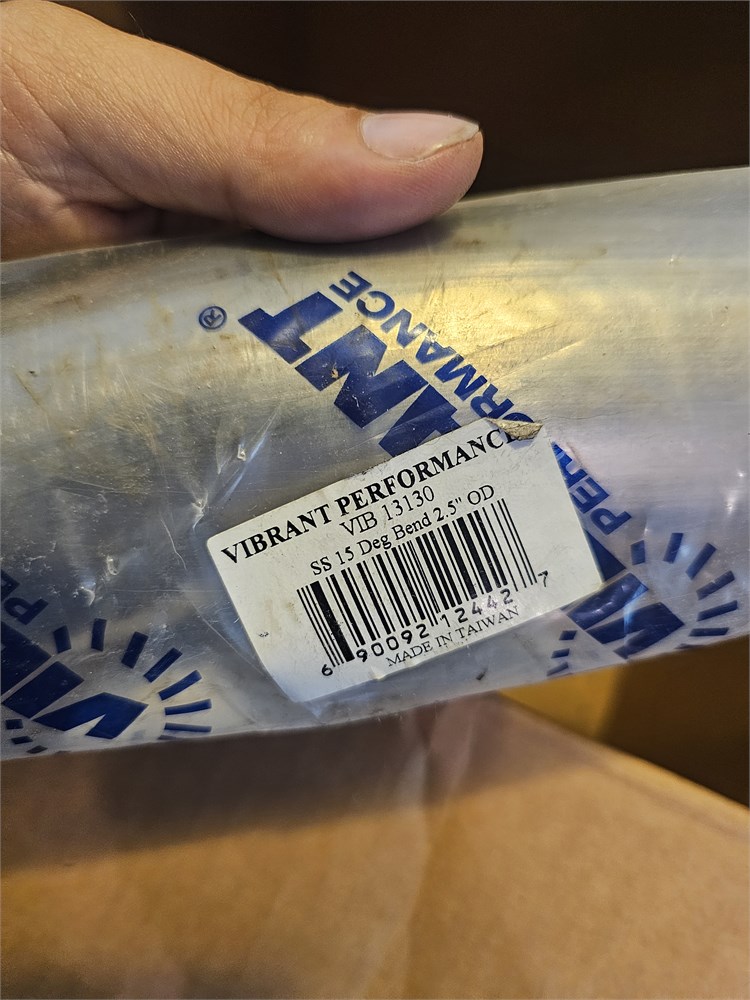 ®
VIBRANT PERFORMANCE
VIB 13130
SS 15 Deg Bend 2.5" OD
6 90092 12442 7
MADE IN TAIWAN